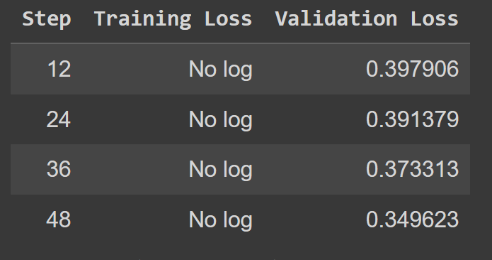 Step Training Loss Validation Loss
12 No log 0.397906
24 No log 0.391379
36 No log 0.373313
48 No log 0.349623